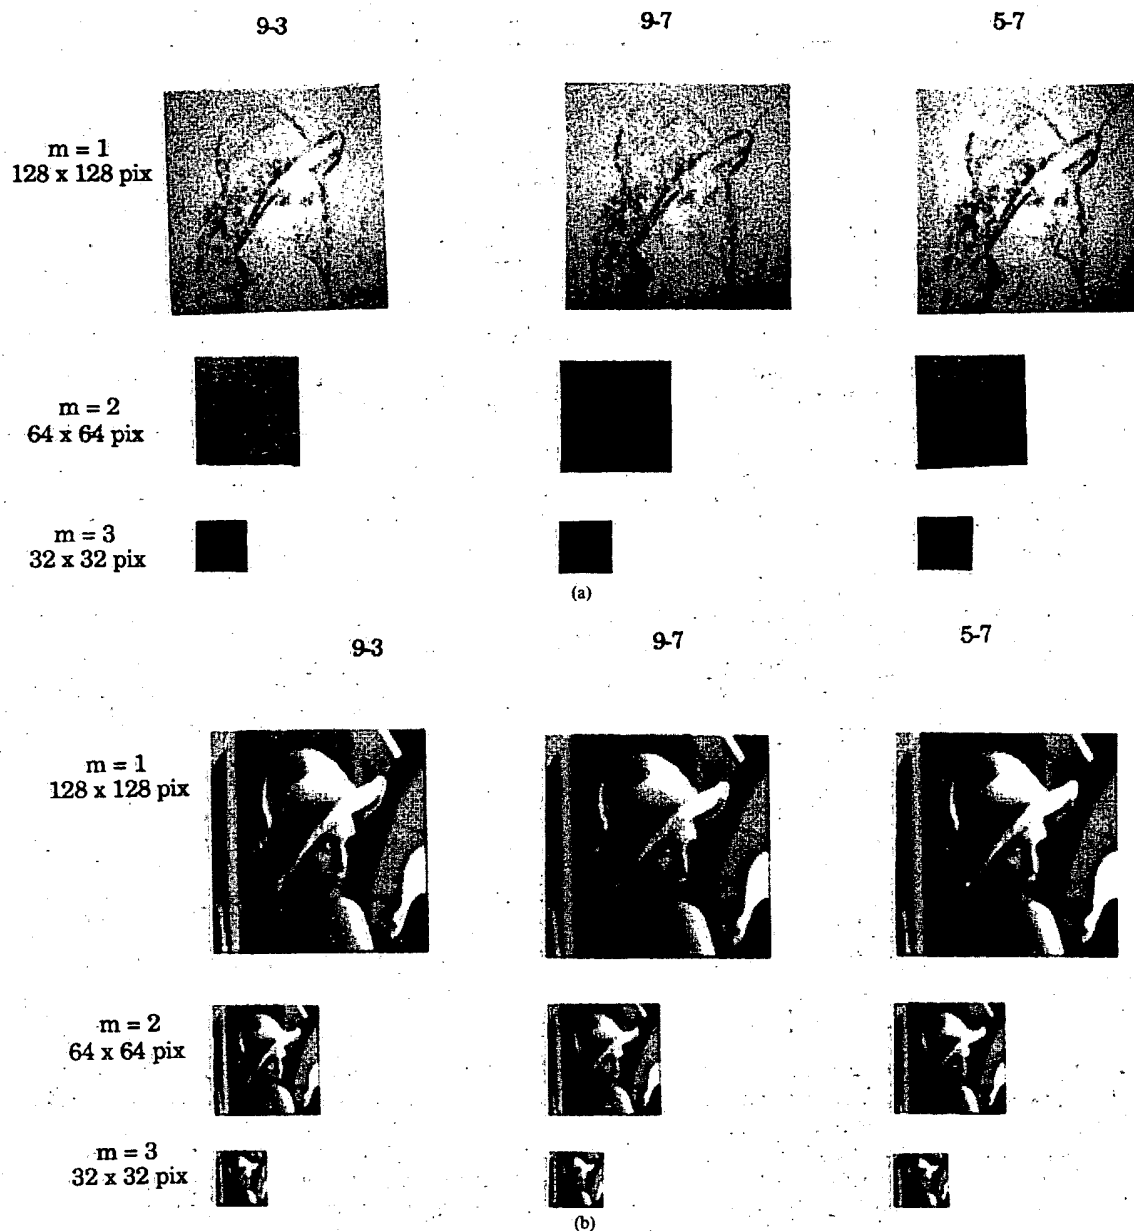 9-3 9-7 5-7
m = 1
128 x 128 pix
m = 2
64 x 64 pix
m = 3
32 x 32 pix
(a)
9-3 9-7 5-7
m = 1
128 x 128 pix
m = 2
64 x 64 pix
m = 3
32 x 32 pix
(b)